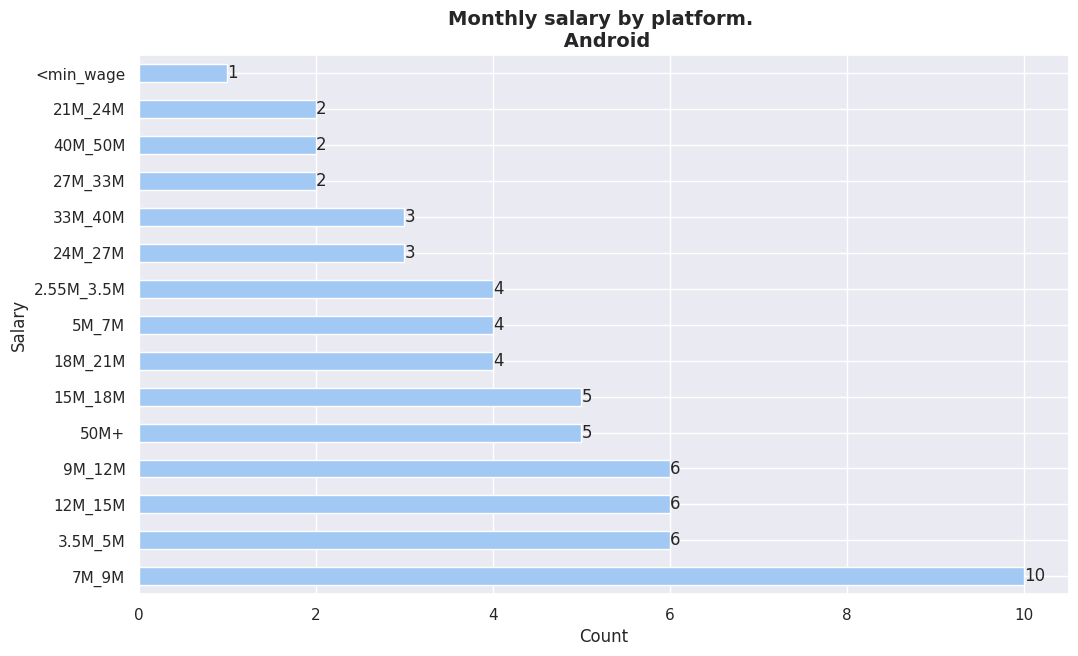 Monthly salary by platform.
Android
<min_wage
1
21M_24M
2
40M_50M
2
27M_33M
2
33M_40M
3
24M_27M
3
2.55M_3.5M
4
5M_7M
4
18M_21M
4
15M_18M
5
50M+
5
9M_12M
6
12M_15M
6
3.5M_5M
6
7M_9M
10
Salary
0
2
4
6
8
10
Count